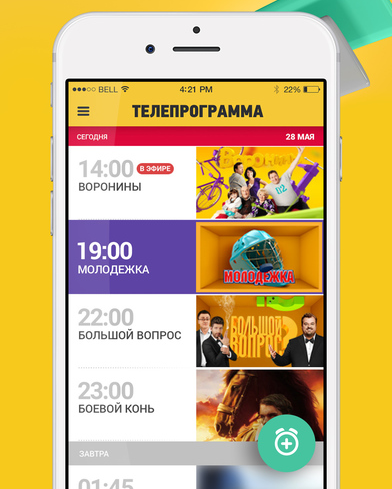 BELL 4:21 PM 22%
ТЕЛЕПРОГРАММА
СЕГОДНЯ 28 МАЯ
14:00 В ЭФИРЕ
ВОРОНИНЫ
19:00
МОЛОДЕЖКА
МОЛОДЕЖКА
22:00
БОЛЬШОЙ ВОПРОС
БОЛЬШОЙ
ВОПРОС
23:00
БОЕВОЙ КОНЬ
ЗАВТРА
01:45